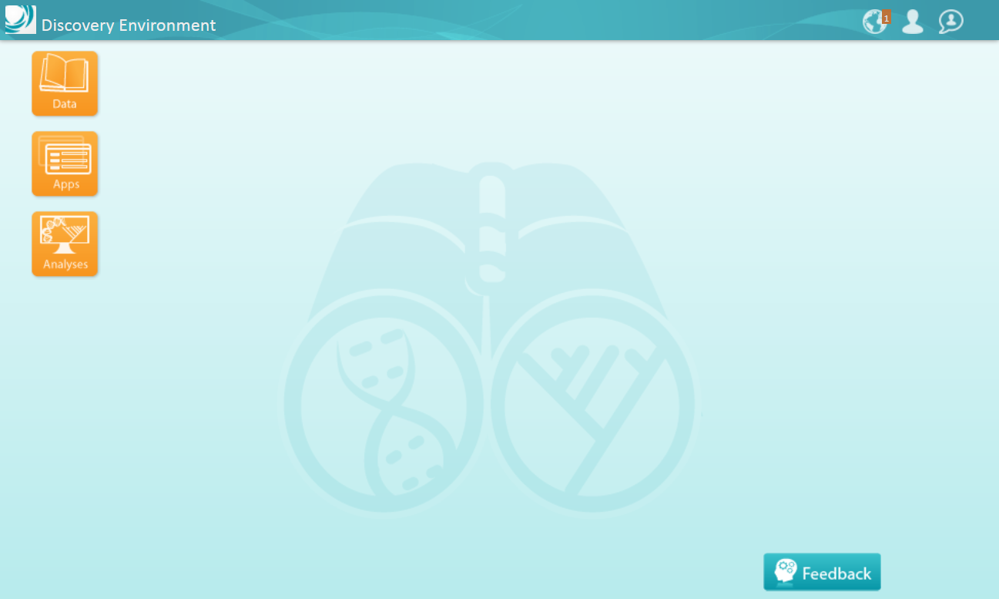 Discovery Environment
1
Data
Apps
Analyses
Feedback